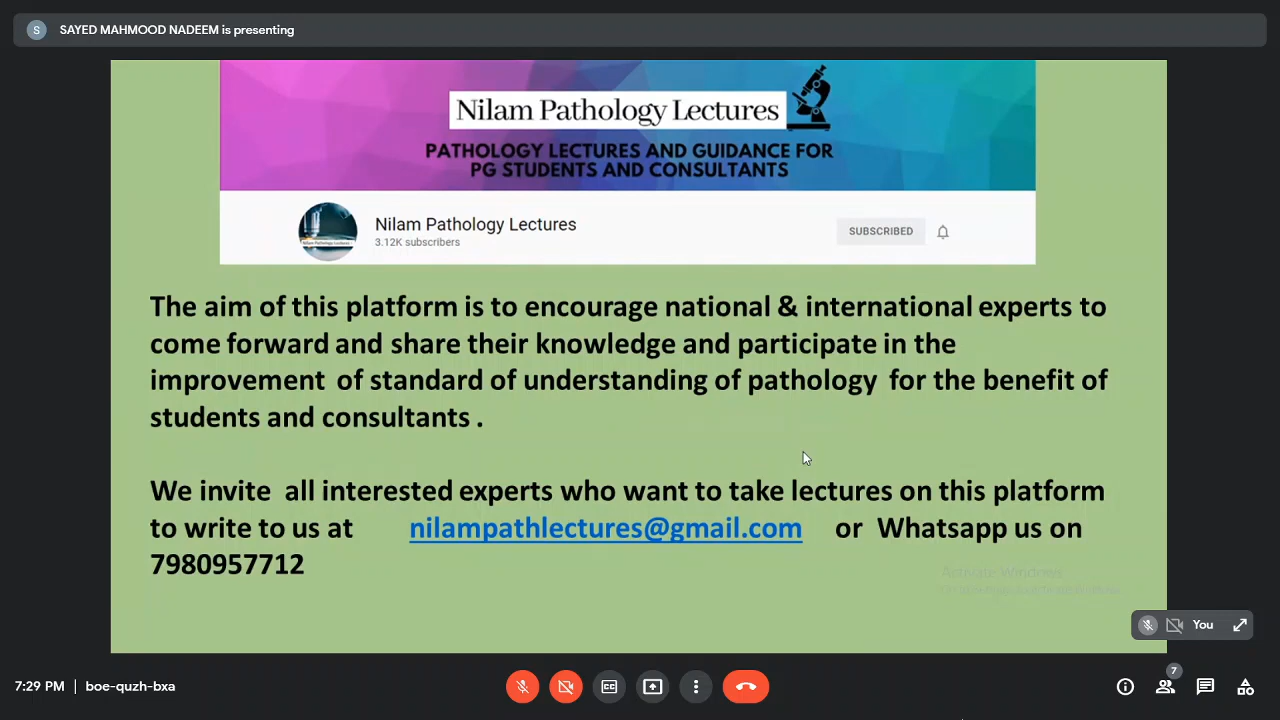 S SAYED MAHMOOD NADEEM is presenting
Nilam Pathology Lectures
PATHOLOGY LECTURES AND GUIDANCE FOR
PG STUDENTS AND CONSULTANTS
Nilam Pathology Lectures
Nilam Pathology Lectures
3.12K subscribers
SUBSCRIBED
The aim of this platform is to encourage national & international experts to
come forward and share their knowledge and participate in the
improvement of standard of understanding of pathology for the benefit of
students and consultants .
We invite all interested experts who want to take lectures on this platform
to write to us at nilampathlectures@gmail.com or Whatsapp us on
7980957712
Activate Windows
You
7:29 PM | boe-quzh-bxa
CC
7